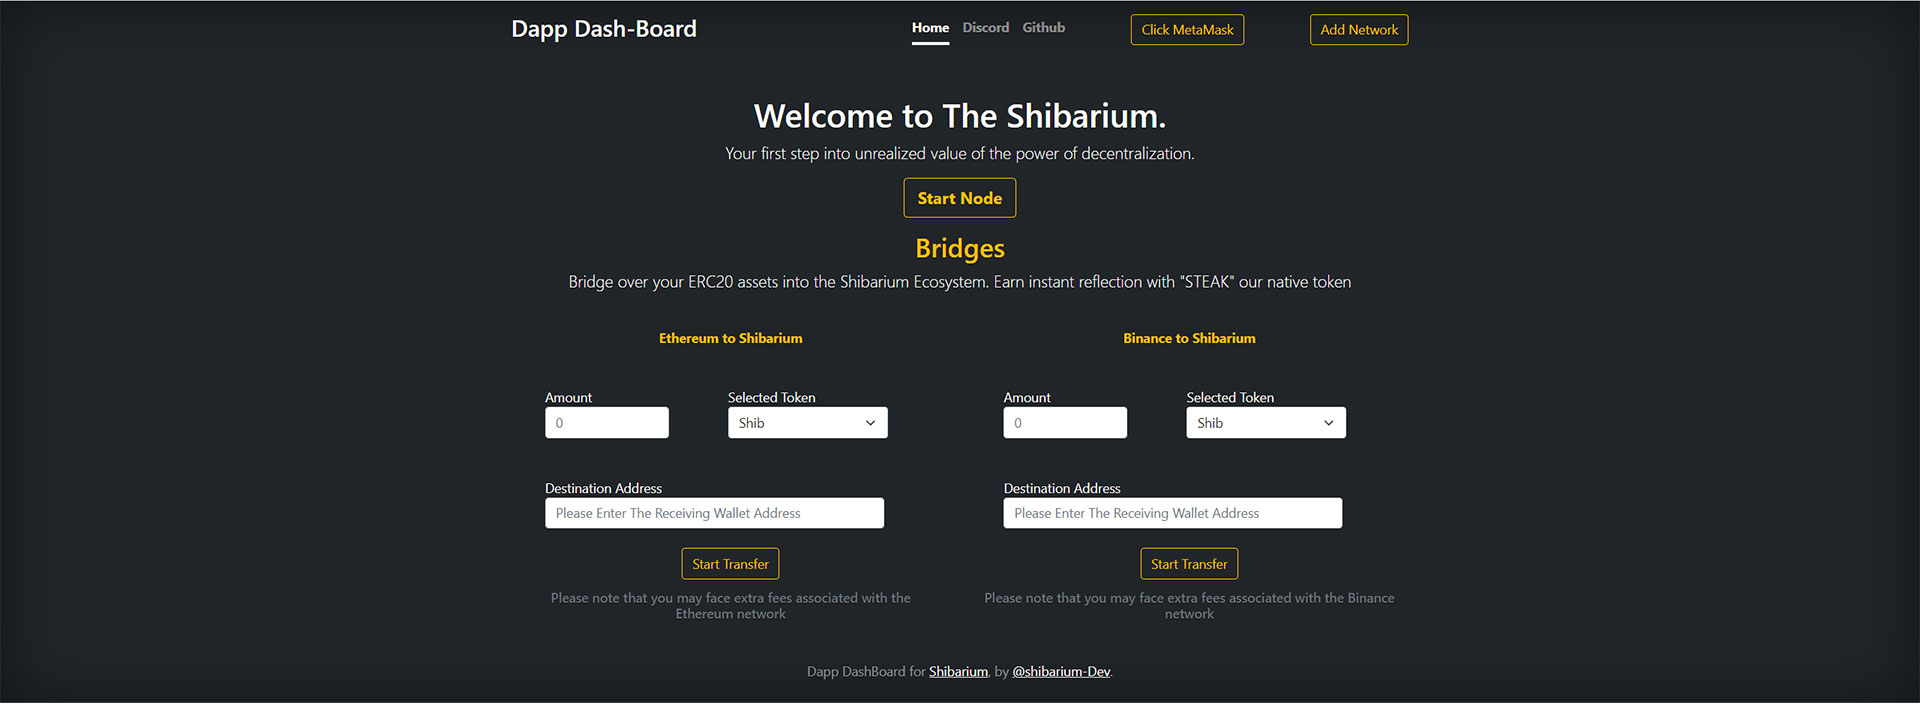 Dapp Dash-Board
Home Discord Github
Click MetaMask
Add Network
Welcome to The Shibarium.
Your first step into unrealized value of the power of decentralization.
Start Node
Bridges
Bridge over your ERC20 assets into the Shibarium Ecosystem. Earn instant reflection with "STEAK" our native token
Ethereum to Shibarium
Amount
Selected Token
0
Shib
Destination Address
Please Enter The Receiving Wallet Address
Start Transfer
Please note that you may face extra fees associated with the
Ethereum network
Binance to Shibarium
Amount
Selected Token
0
Shib
Destination Address
Please Enter The Receiving Wallet Address
Start Transfer
Please note that you may face extra fees associated with the Binance
network
Dapp DashBoard for Shibarium, by @shibarium-Dev.